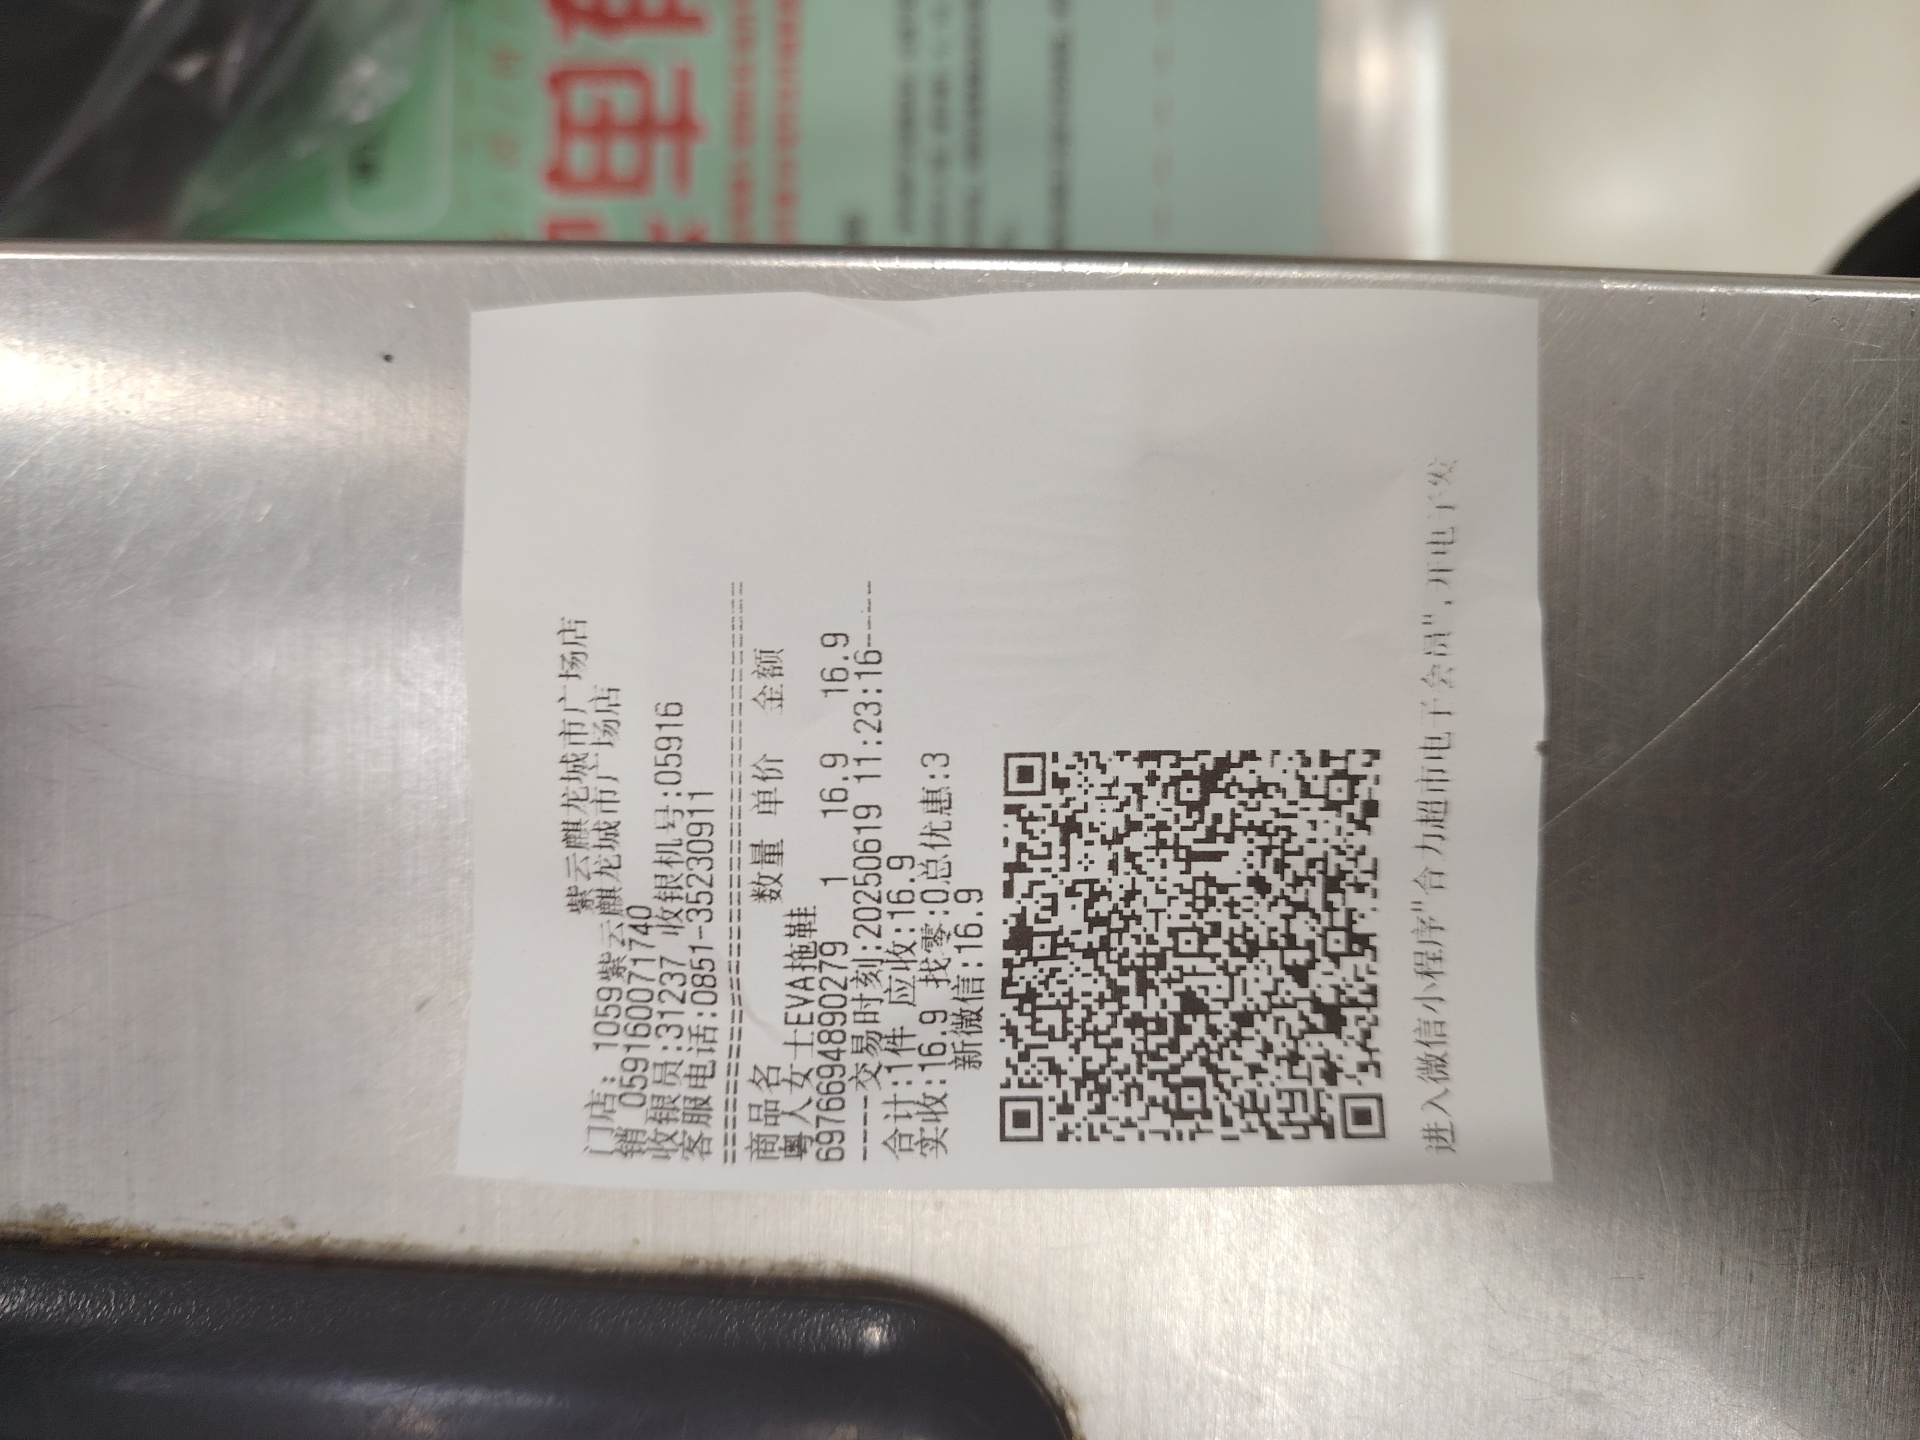 紫云麒龙城市广场店
门店: 1059紫云麒龙城市广场店
销 059160071740
收银员:31237 收银机号:05916
客服电话:0851-35230911
商品名 数量 单价 金额
粤人女士EVA拖鞋
6976694890279 1 16.9 16.9
----交易时刻:20250619 11:23:16----
合计:1件 应收:16.9
实收:16.9 找零:0总优惠:3
新微信:16.9
进入微信小程序"合力超市电子会员",开电子发